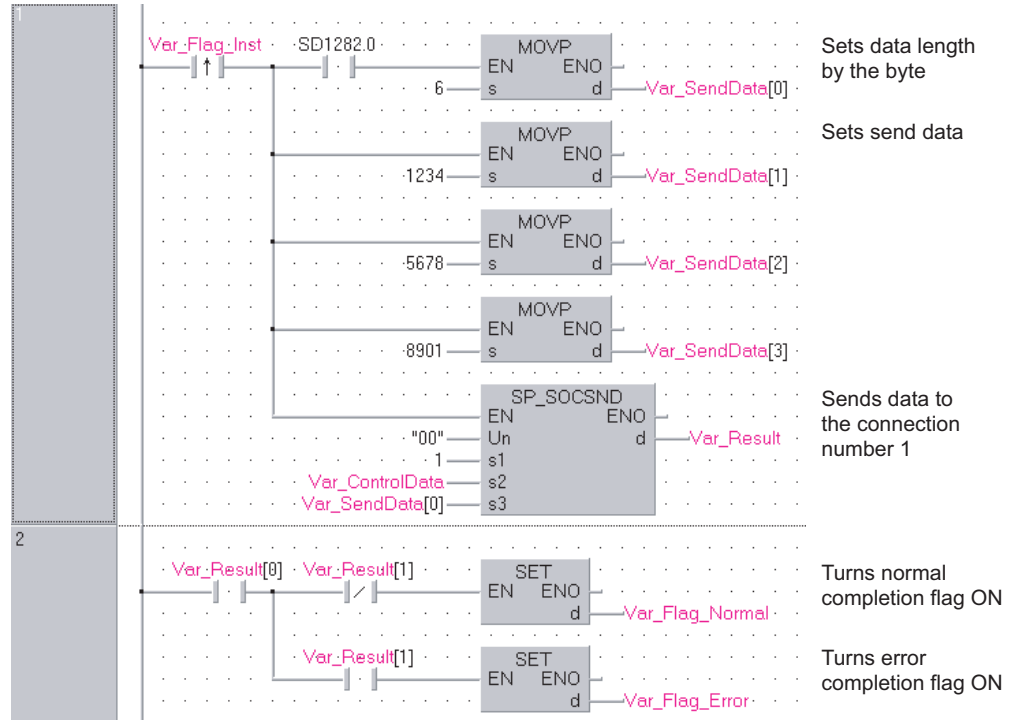 1
Var_Flag_Inst SD1282.0 MOVP
EN ENO
6 s d Var_SendData[0]
Sets data length
by the byte
MOVP
EN ENO
1234 s d Var_SendData[1]
Sets send data
MOVP
EN ENO
5678 s d Var_SendData[2]
MOVP
EN ENO
8901 s d Var_SendData[3]
SP_SOCSND
EN ENO
"00" Un d Var_Result
1 s1
Var_ControlData s2
Var_SendData[0] s3
Sends data to
the connection
number 1
2
Var_Result[0] Var_Result[1] SET
EN ENO
d Var_Flag_Normal
Turns normal
completion flag ON
Var_Result[1] SET
EN ENO
d Var_Flag_Error
Turns error
completion flag ON